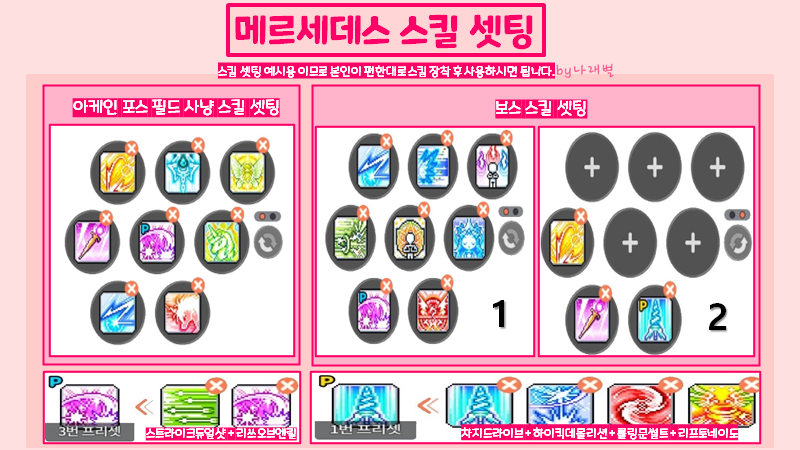 메르세데스 스킬 셋팅
스킬 셋팅 예시용 이므로 본인이 편한대로 스킬 장착 후 사용하시면 됩니다. by나래별
아케인 포스 필드 사냥 스킬 셋팅
보스 스킬 셋팅
P
P
P
1
2
P
3번 프리셋
스트라이크듀얼샷 + 리쏘 오브 엔릴
P
1번 프리셋
차지드라이브 + 하이킥데몰리션 + 롤링문썰트 + 리프토네이도